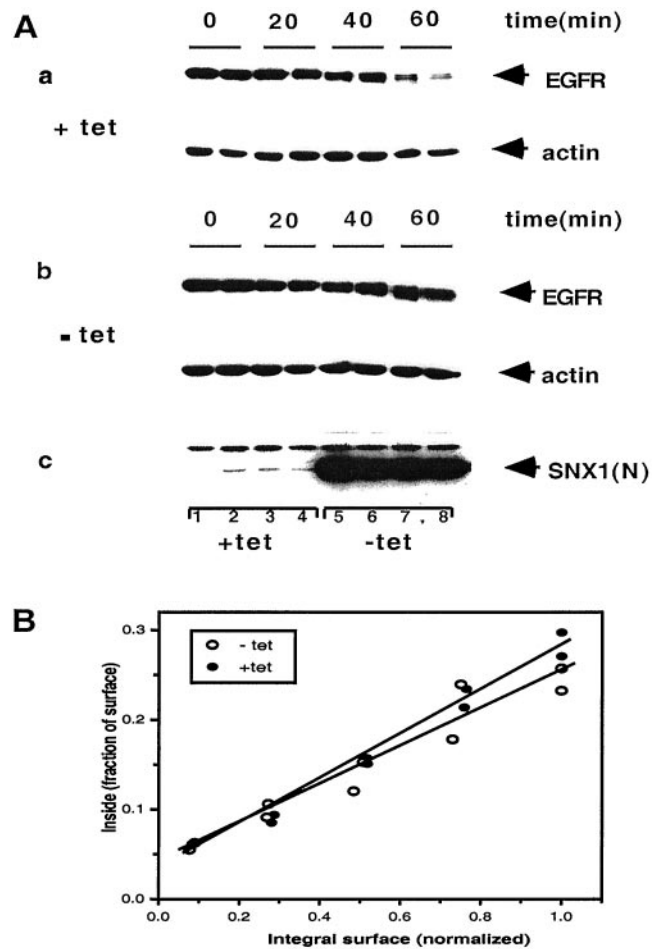 A
0 20 40 60 time(min)
a
EGFR
+ tet
actin
0 20 40 60 time(min)
b
EGFR
- tet
actin
c
SNX1(N)
1 2 3 4 5 6 7 8
+tet -tet
B
- tet
+tet
Inside (fraction of surface)
0.3
0.2
0.1
0.0
0.0 0.2 0.4 0.6 0.8 1.0
Integral surface (normalized)